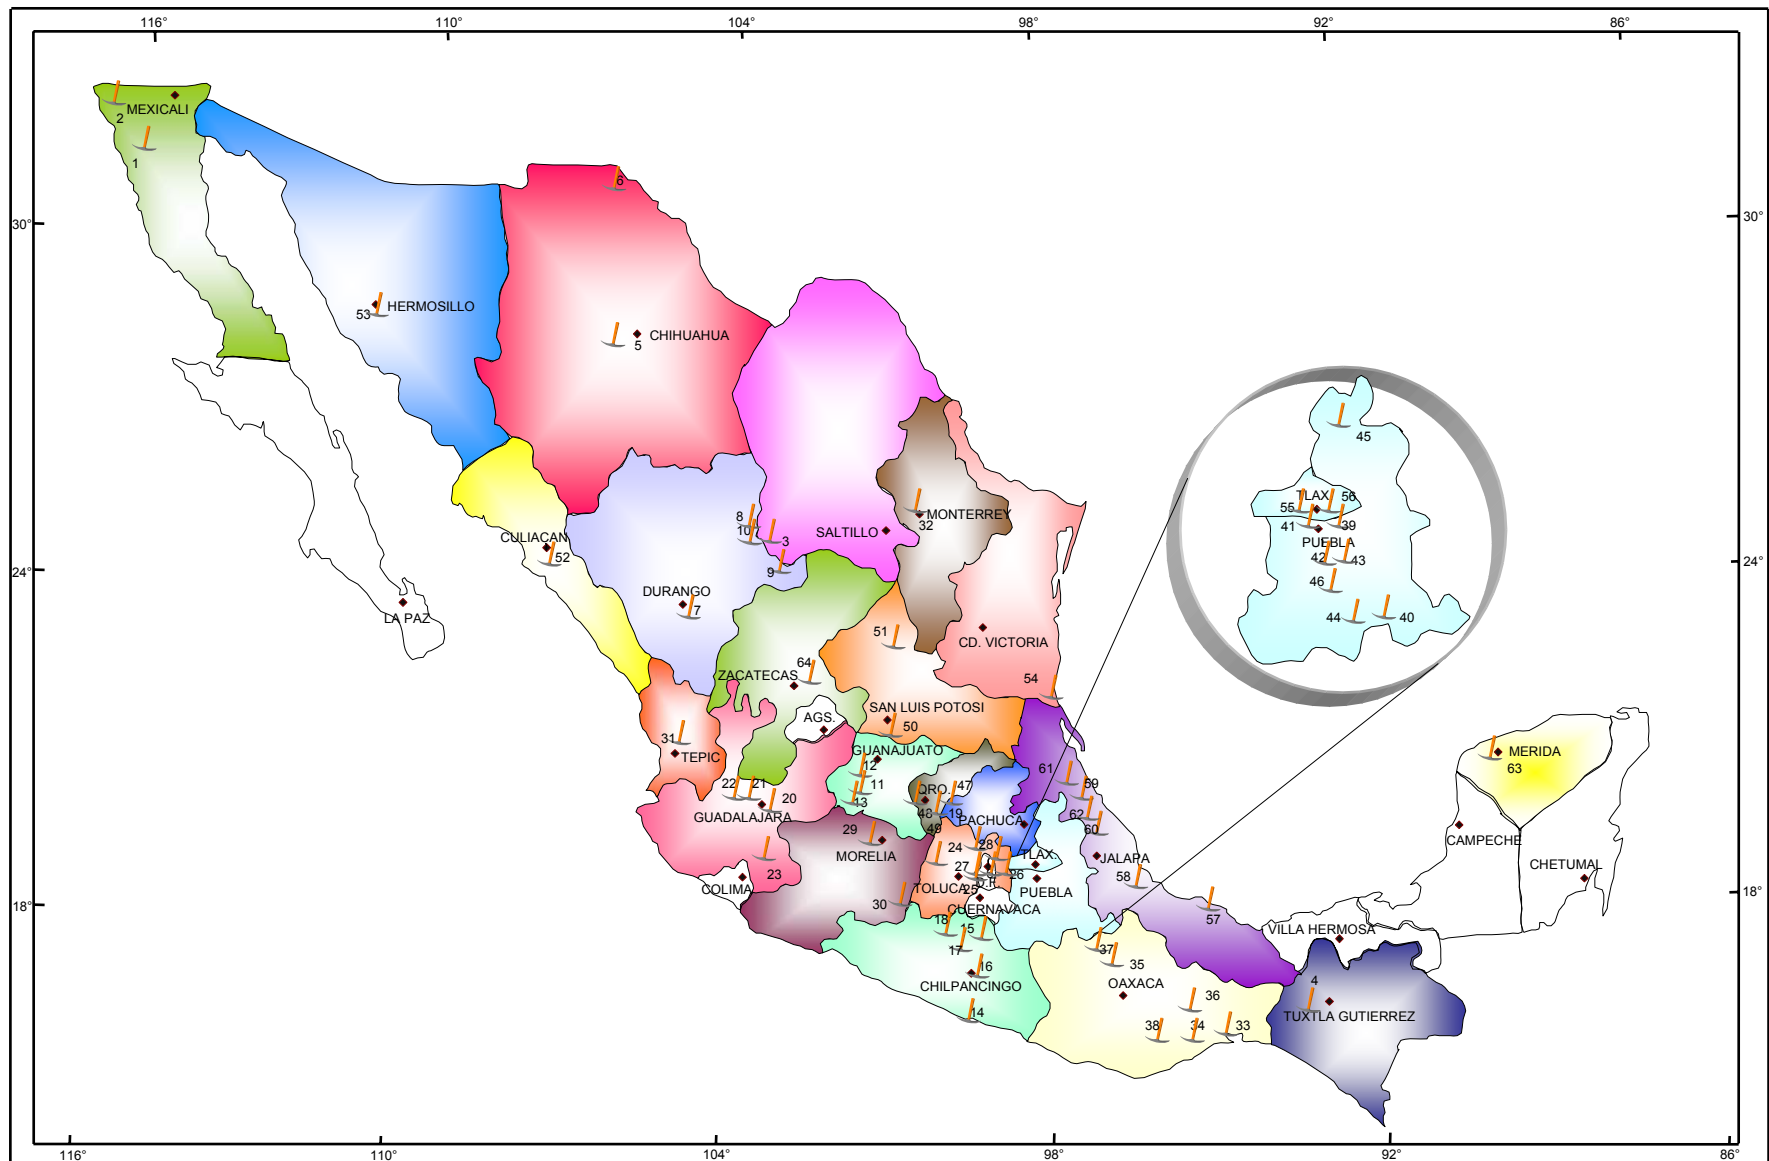 116° 110° 104° 98° 92° 86°
2 MEXICALI
1
6
30° 30°
53 HERMOSILLO
5 CHIHUAHUA
45
TLAX. 56
55
41 39
PUEBLA
42 43
46
44 40
8
10 3
9
SALTILLO
MONTERREY
32
CULIACAN
52
24° 24°
DURANGO
7
LA PAZ
51
CD. VICTORIA
64
ZACATECAS
54
AGS.
SAN LUIS POTOSI
50
31
TEPIC
GUANAJUATO
12
11
13
MERIDA
63
61 59
62
60
22 21 20
GUADALAJARA
QRO. 47
48 19
49
PACHUCA
29
MORELIA
24 28
27 26
TLAX.
JALAPA
58
CAMPECHE
CHETUMAL
23
COLIMA
TOLUCA D.F.
25
PUEBLA
30
CUERNAVACA
18° 18°
57
18 15
17
16
CHILPANCINGO
14
37
35
OAXACA
36
38 34 33
VILLA HERMOSA
4
TUXTLA GUTIERREZ
116° 110° 104° 98° 92° 86°